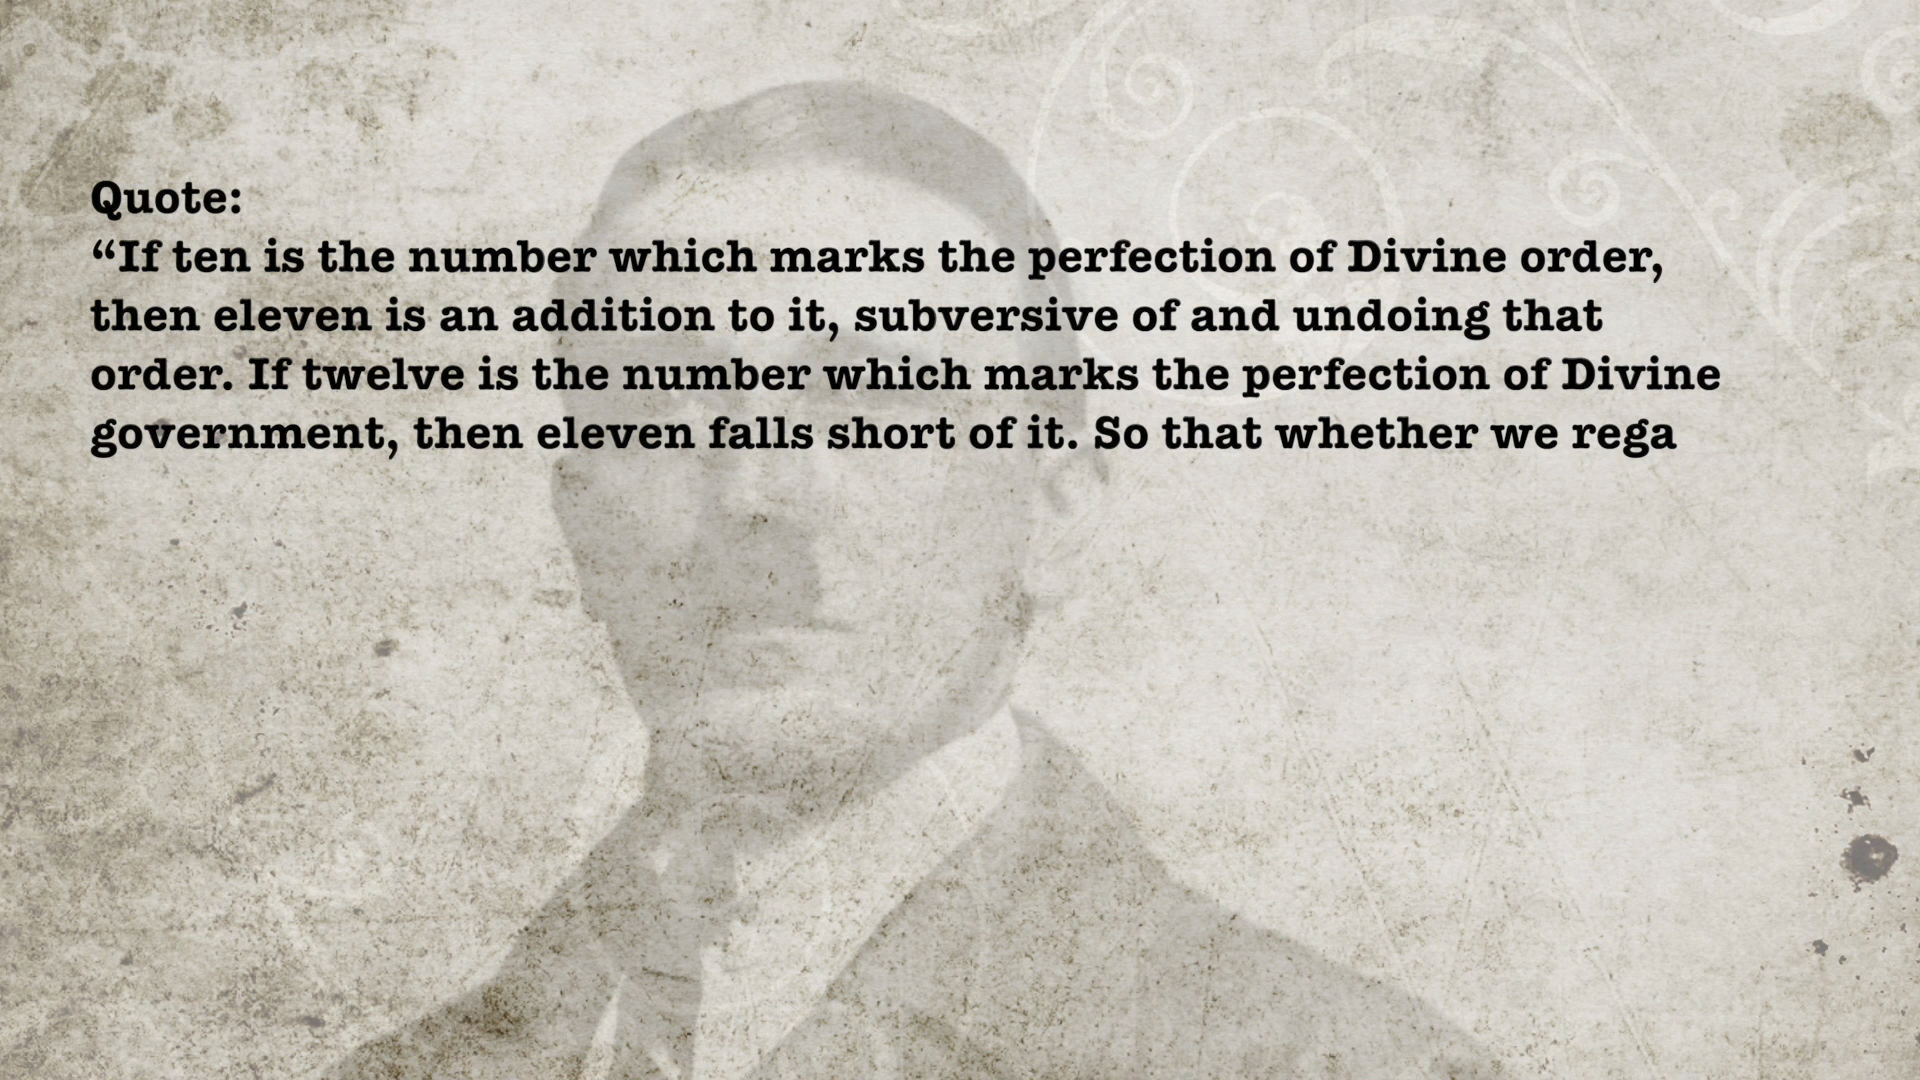 Quote:
“If ten is the number which marks the perfection of Divine order,
then eleven is an addition to it, subversive of and undoing that
order. If twelve is the number which marks the perfection of Divine
government, then eleven falls short of it. So that whether we rega